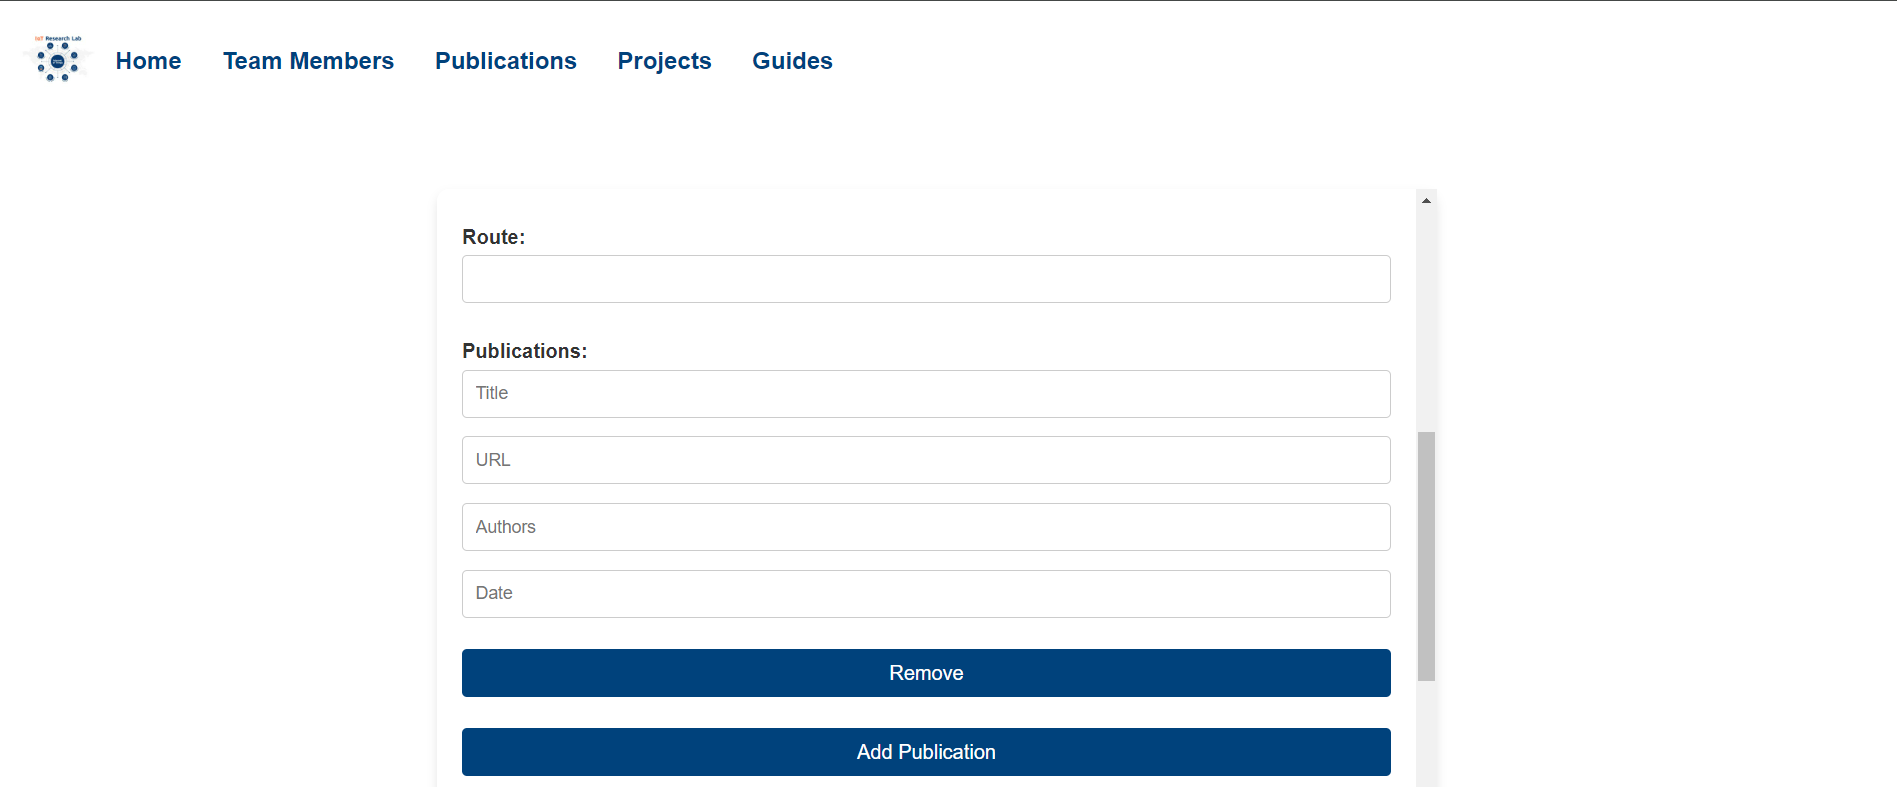 IoT Research Lab
Home Team Members Publications Projects Guides
Route:
Publications:
Title
URL
Authors
Date
Remove
Add Publication